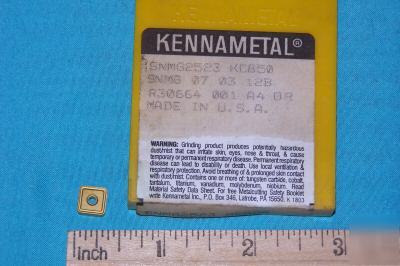 KENNAMETAL
KENNAMETAL®
SNMG2523 KC850
SNMG 07 03 12B
R30664 001 A4 BR
MADE IN U.S.A.
WARNING: Grinding product produces potentially hazardous
dust/mist that can irritate skin, eyes, nose & throat, & cause
temporary or permanent respiratory disease. Permanent respiratory
disease can lead to disability or death. Use local ventilation &
respiratory protection. Avoid breathing of & prolonged skin contact
with dust/mist. Contains one or more of: tungsten carbide, cobalt,
tantalum, titanium, vanadium, molybdenum, niobium. Read
Material Safety Data Sheet. For free Metalcutting Safety Booklet
write Kennametal Inc., P.O. Box 346, Latrobe, PA 15650. K 1803
Inch 1 2 3